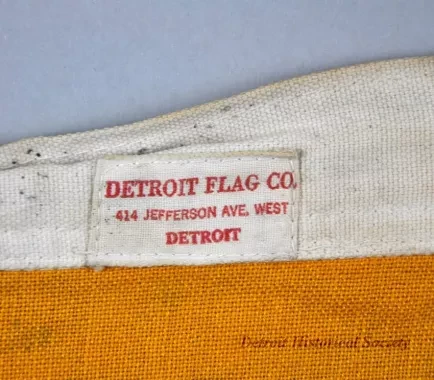 DETROIT FLAG CO.
414 JEFFERSON AVE. WEST
DETROIT
Detroit Historical Society